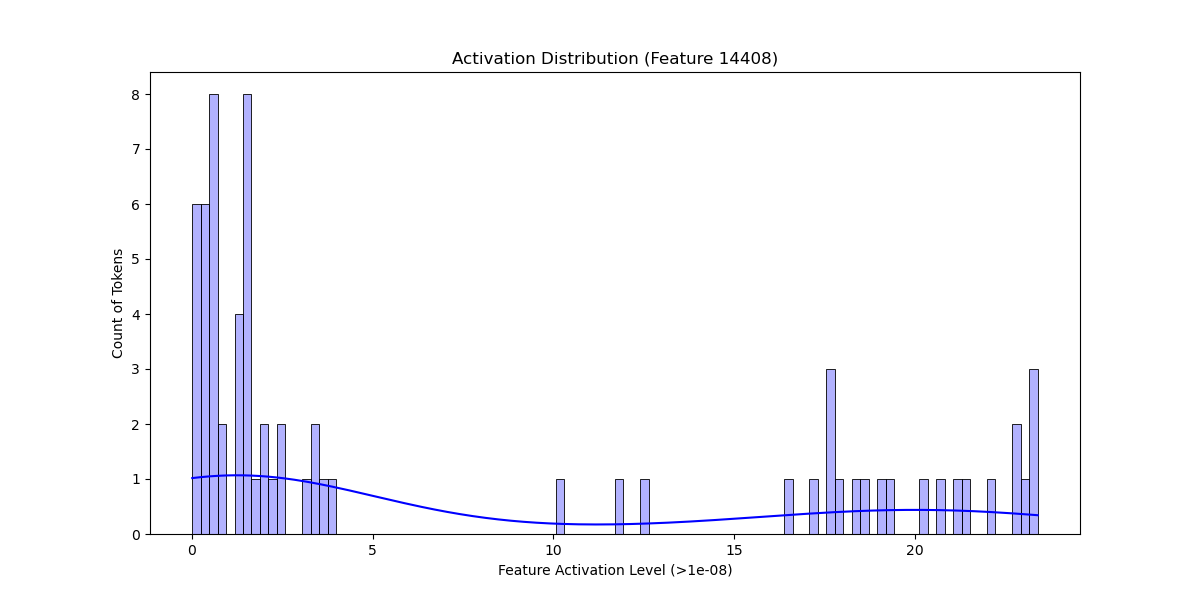 Activation Distribution (Feature 14408)
Count of Tokens
8
7
6
5
4
3
2
1
0
0 5 10 15 20
Feature Activation Level (>1e-08)